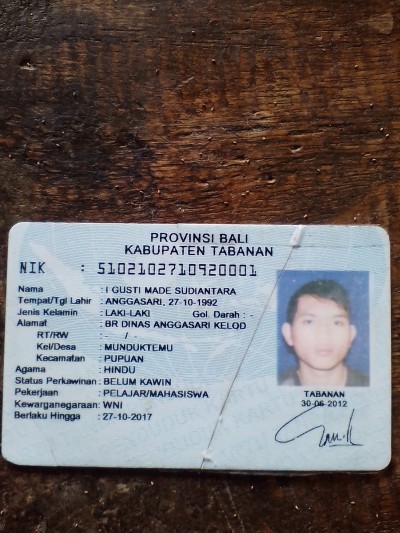 PROVINSI BALI
KABUPATEN TABANAN
NIK : 5102102710920001
Nama : I GUSTI MADE SUDIANTARA
Tempat/Tgl Lahir : ANGGASARI, 27-10-1992
Jenis Kelamin : LAKI-LAKI Gol. Darah : -
Alamat : BR DINAS ANGGASARI KELOD
RT/RW : - / -
Kel/Desa : MUNDUKTEMU
Kecamatan : PUPUAN
Agama : HINDU
Status Perkawinan : BELUM KAWIN
Pekerjaan : PELAJAR/MAHASISWA
Kewarganegaraan : WNI
Berlaku Hingga : 27-10-2017
TABANAN
30-06-2012